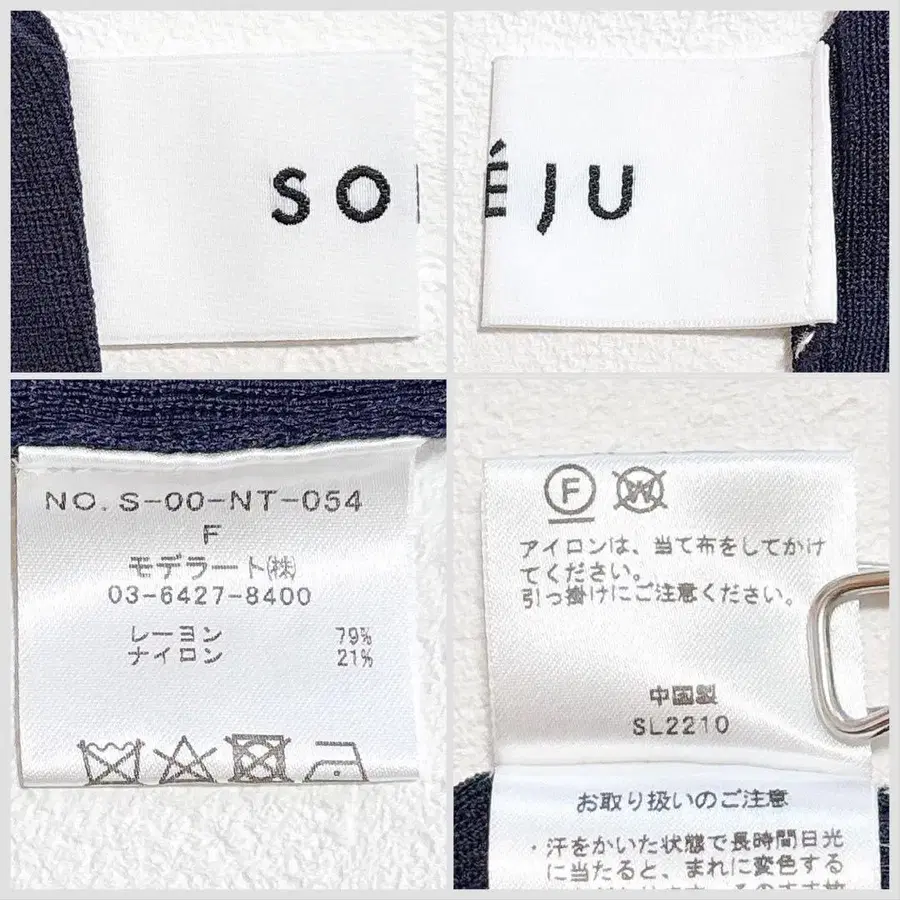 SO
ÉJU
NO. S-00-NT-054
F
モデラート(株)
03-6427-8400
レーヨン 79%
ナイロン 21%
F W
アイロンは、当て布をしてかけ
てください。
引っ掛けにご注意ください。
中国製
SL2210
お取り扱いのご注意
・汗をかいた状態で長時間日光
に当たると、まれに変色する